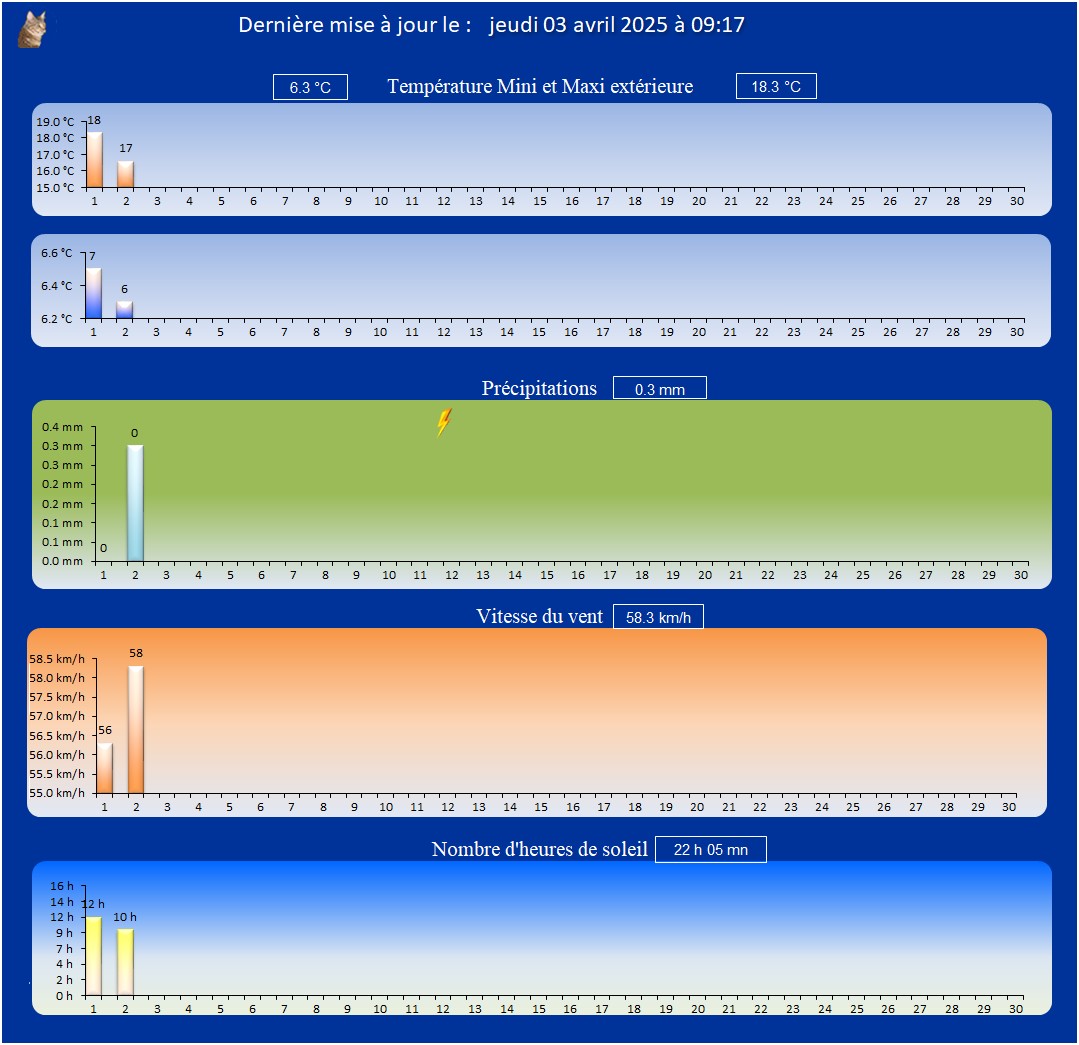 Dernière mise à jour le : jeudi 03 avril 2025 à 09:17
6.3 °C Température Mini et Maxi extérieure 18.3 °C
19.0 °C
18.0 °C
17.0 °C
16.0 °C
15.0 °C
18
17
1 2 3 4 5 6 7 8 9 10 11 12 13 14 15 16 17 18 19 20 21 22 23 24 25 26 27 28 29 30
6.6 °C
6.4 °C
6.2 °C
7
6
1 2 3 4 5 6 7 8 9 10 11 12 13 14 15 16 17 18 19 20 21 22 23 24 25 26 27 28 29 30
Précipitations 0.3 mm
0.4 mm
0.3 mm
0.3 mm
0.2 mm
0.2 mm
0.1 mm
0.1 mm
0.0 mm
0
0
1 2 3 4 5 6 7 8 9 10 11 12 13 14 15 16 17 18 19 20 21 22 23 24 25 26 27 28 29 30
Vitesse du vent 58.3 km/h
58.5 km/h
58.0 km/h
57.5 km/h
57.0 km/h
56.5 km/h
56.0 km/h
55.5 km/h
55.0 km/h
56
58
1 2 3 4 5 6 7 8 9 10 11 12 13 14 15 16 17 18 19 20 21 22 23 24 25 26 27 28 29 30
Nombre d'heures de soleil 22 h 05 mn
16 h
14 h
12 h
9 h
7 h
4 h
2 h
0 h
12 h
10 h
1 2 3 4 5 6 7 8 9 10 11 12 13 14 15 16 17 18 19 20 21 22 23 24 25 26 27 28 29 30